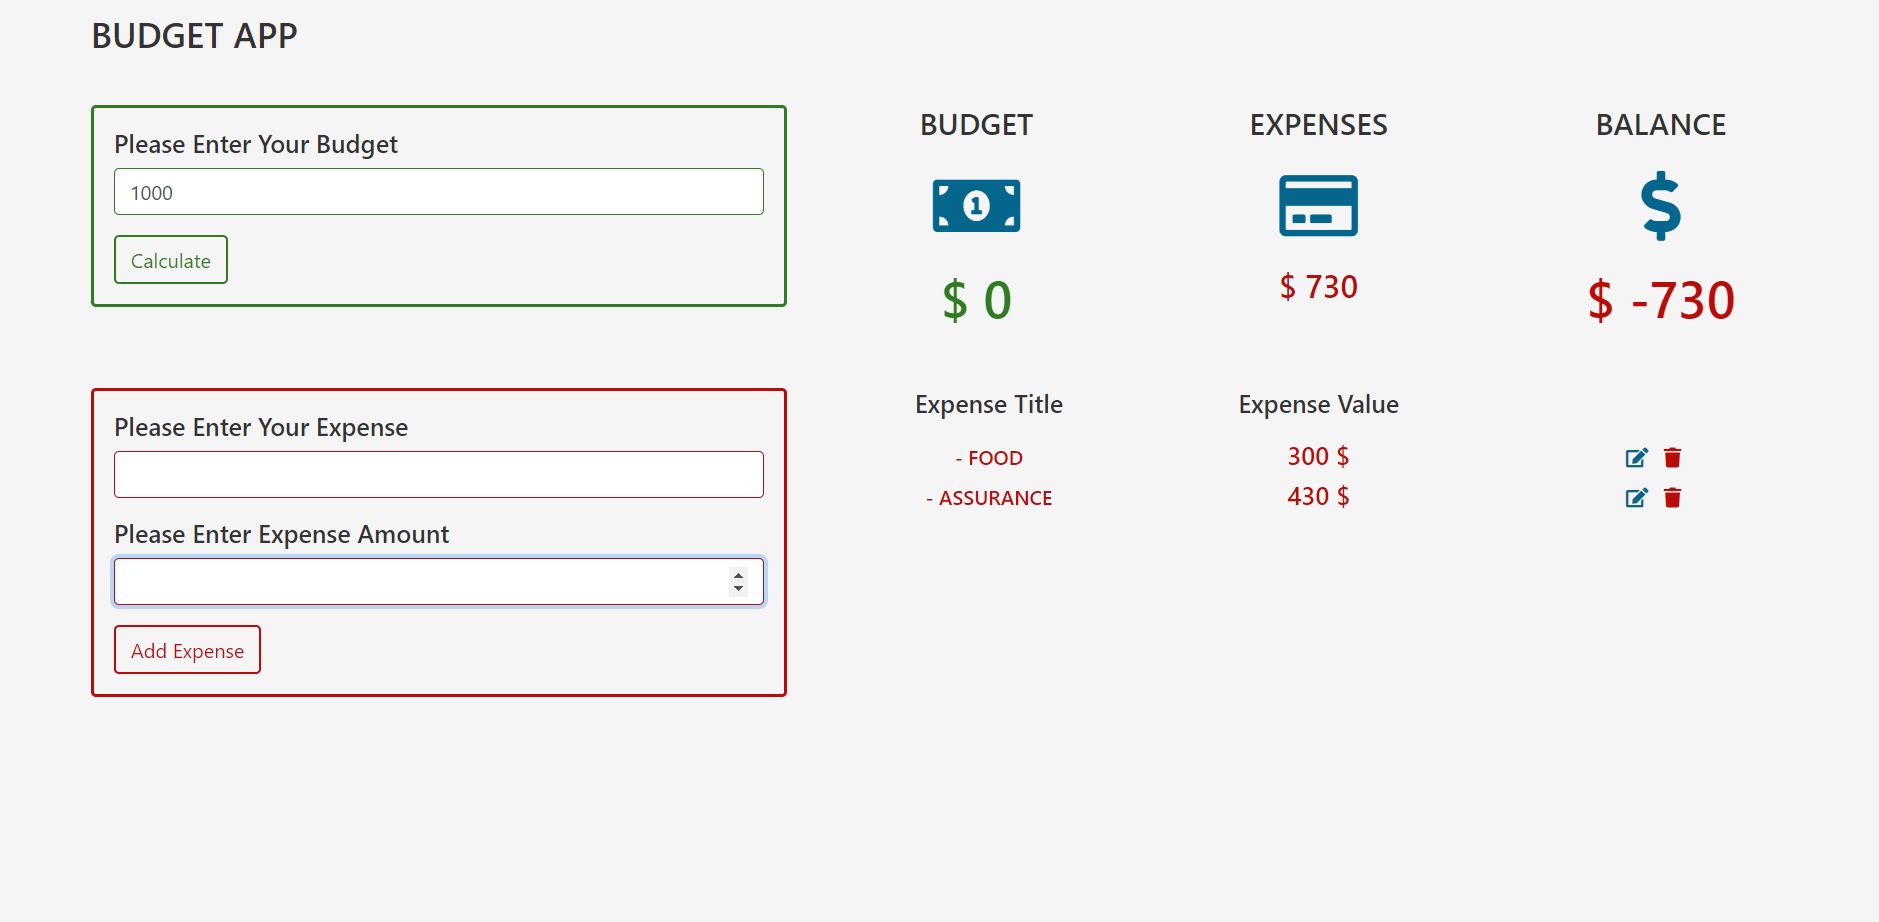 BUDGET APP
Please Enter Your Budget
1000
Calculate
BUDGET
EXPENSES
BALANCE
1
$ 0
$ 730
$ -730
Please Enter Your Expense
Please Enter Expense Amount
Add Expense
Expense Title
Expense Value
- FOOD
300 $
- ASSURANCE
430 $